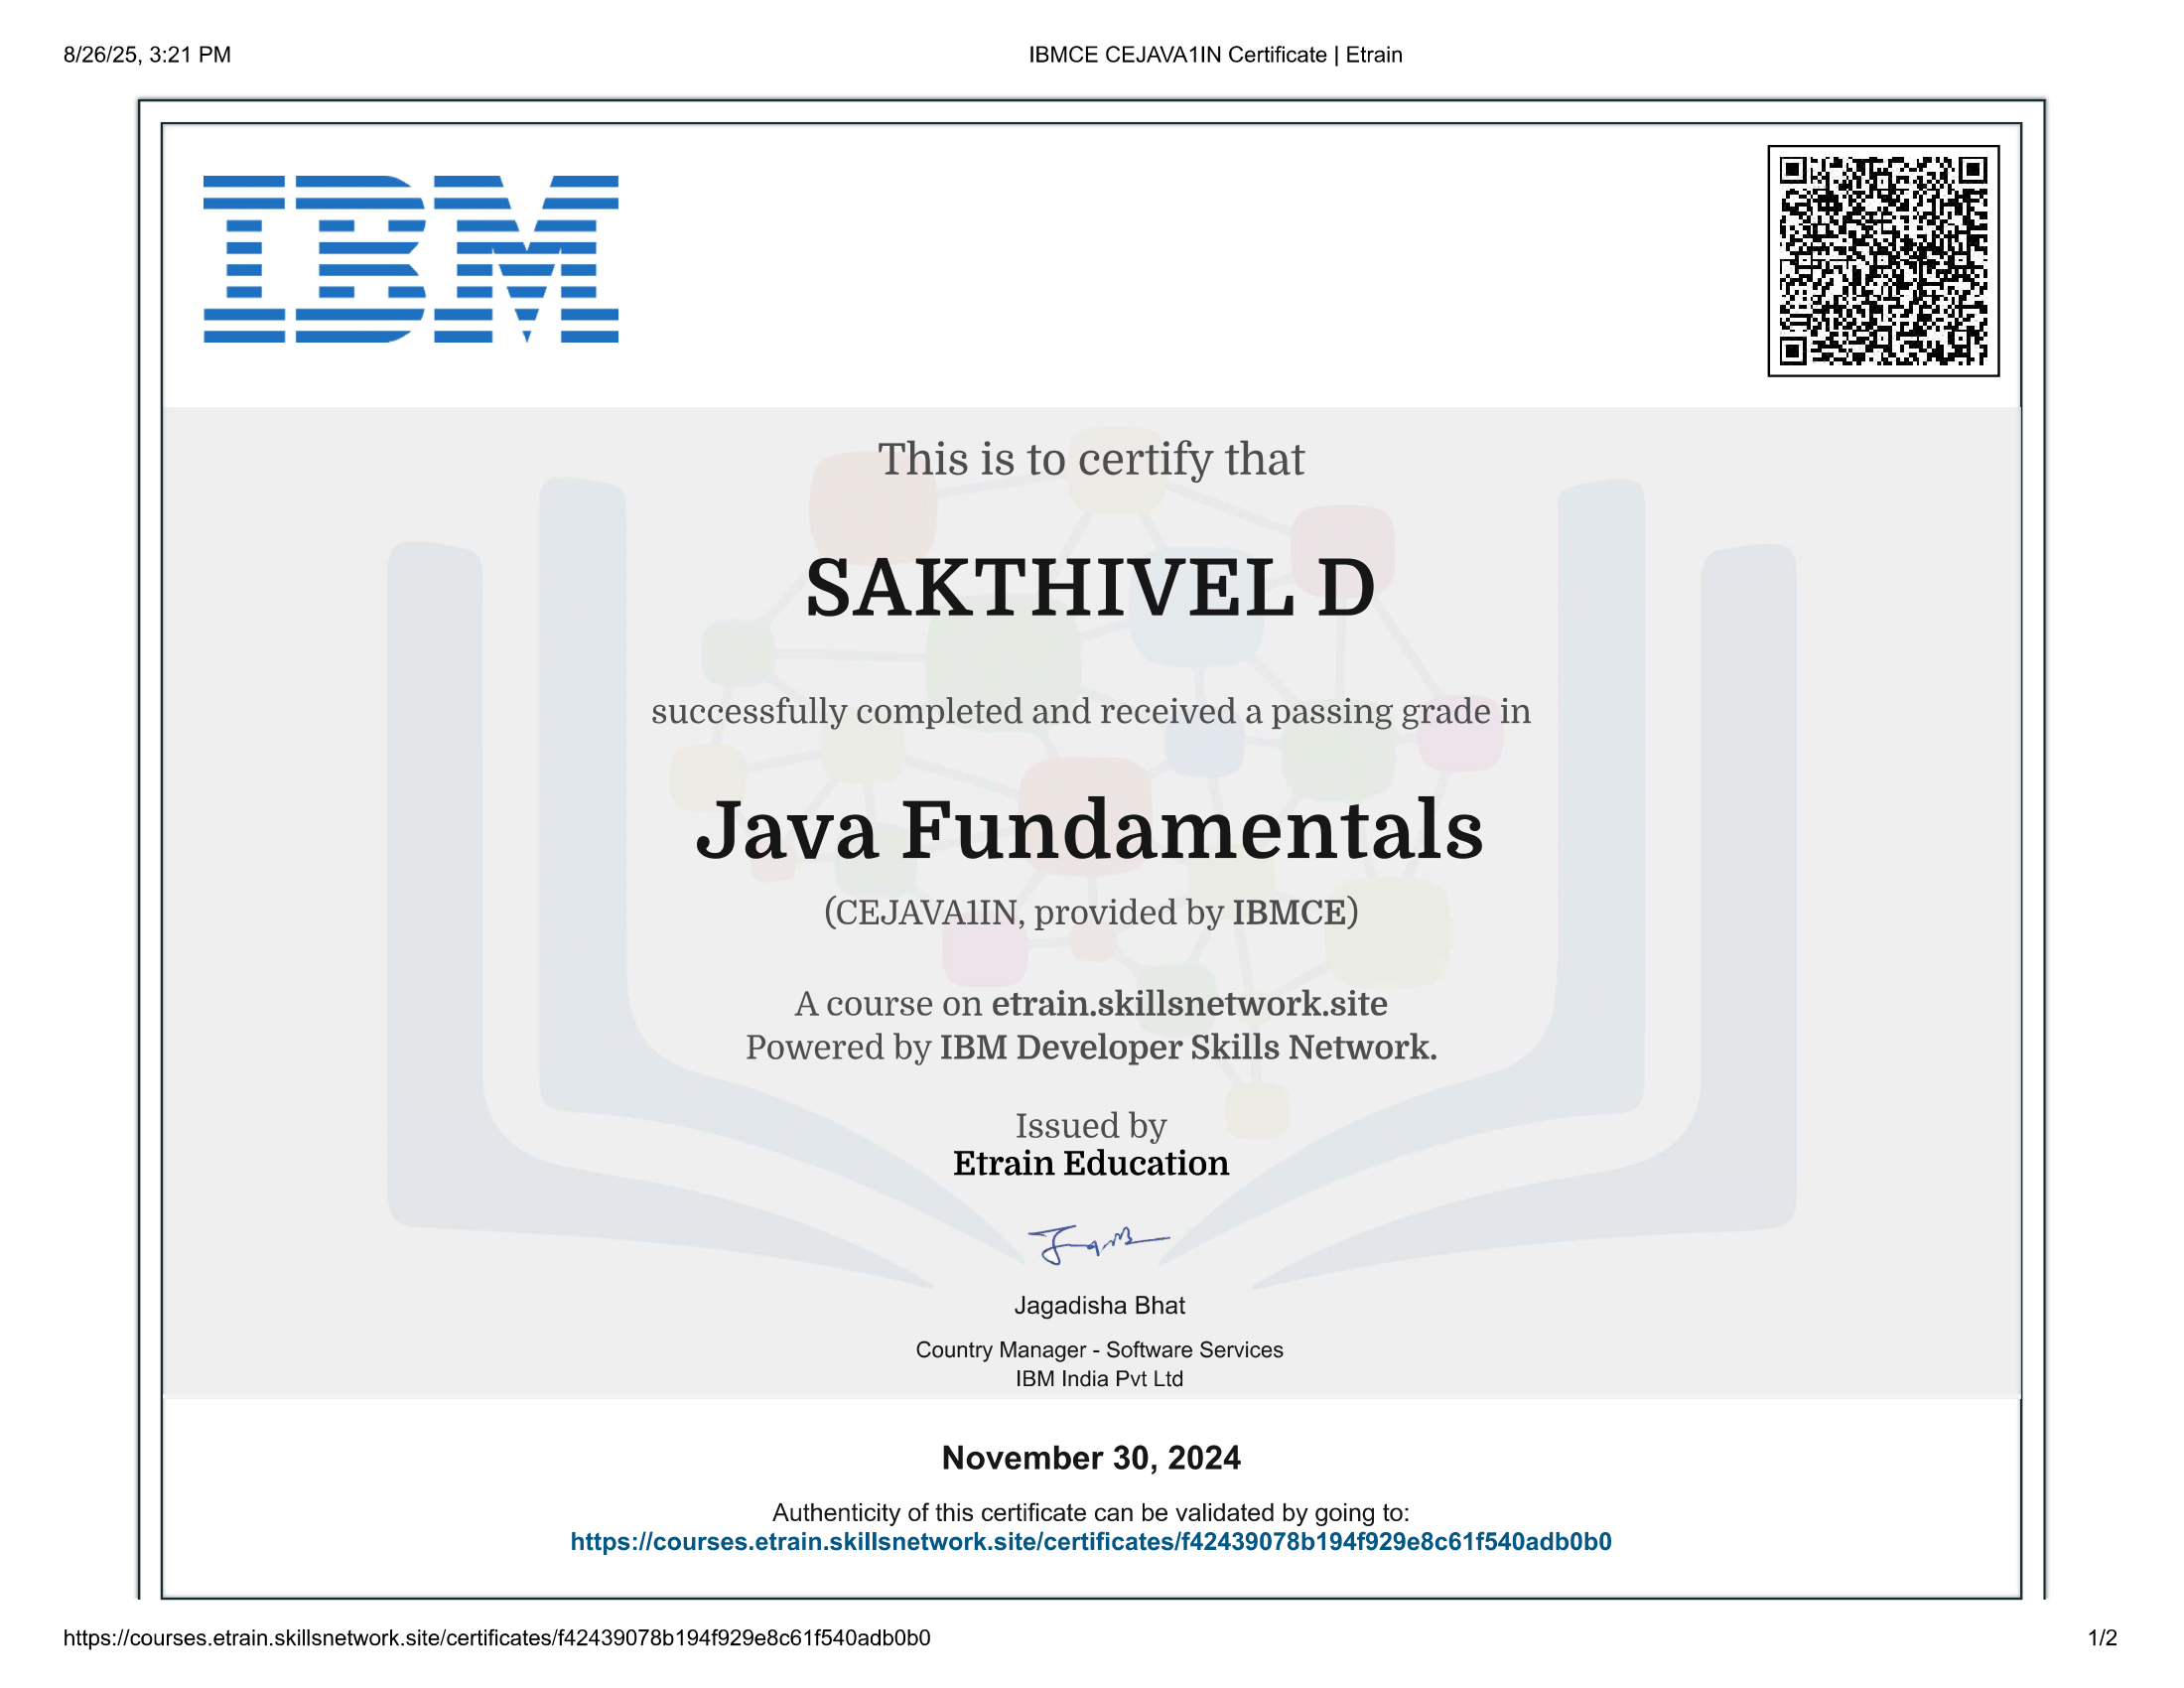 8/26/25, 3:21 PM
IBMCE CEJAVA1IN Certificate | Etrain
IBM
This is to certify that
SAKTHIVEL D
successfully completed and received a passing grade in
Java Fundamentals
(CEJAVA1IN, provided by IBMCE)
A course on etrain.skillsnetwork.site
Powered by IBM Developer Skills Network.
Issued by
Etrain Education
Jagadisha Bhat
Country Manager - Software Services
IBM India Pvt Ltd
November 30, 2024
Authenticity of this certificate can be validated by going to:
https://courses.etrain.skillsnetwork.site/certificates/f42439078b194f929e8c61f540adb0b0
https://courses.etrain.skillsnetwork.site/certificates/f42439078b194f929e8c61f540adb0b0
1/2